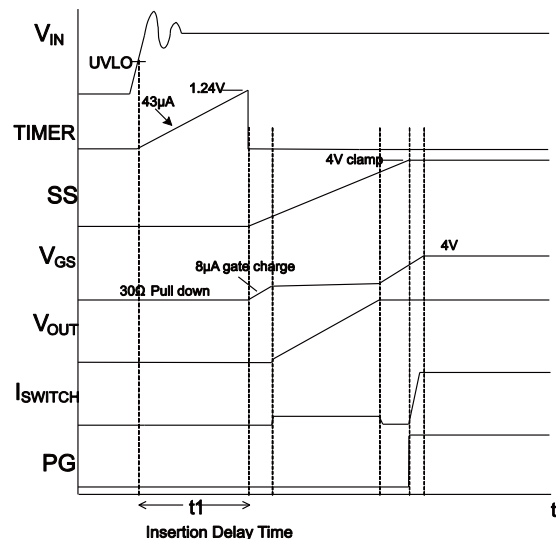 VIN
UVLO
1.24V
43µA
TIMER
4V clamp
SS
VGS
4V
8µA gate charge
30Ω Pull down
VOUT
ISWITCH
PG
t1
t
Insertion Delay Time